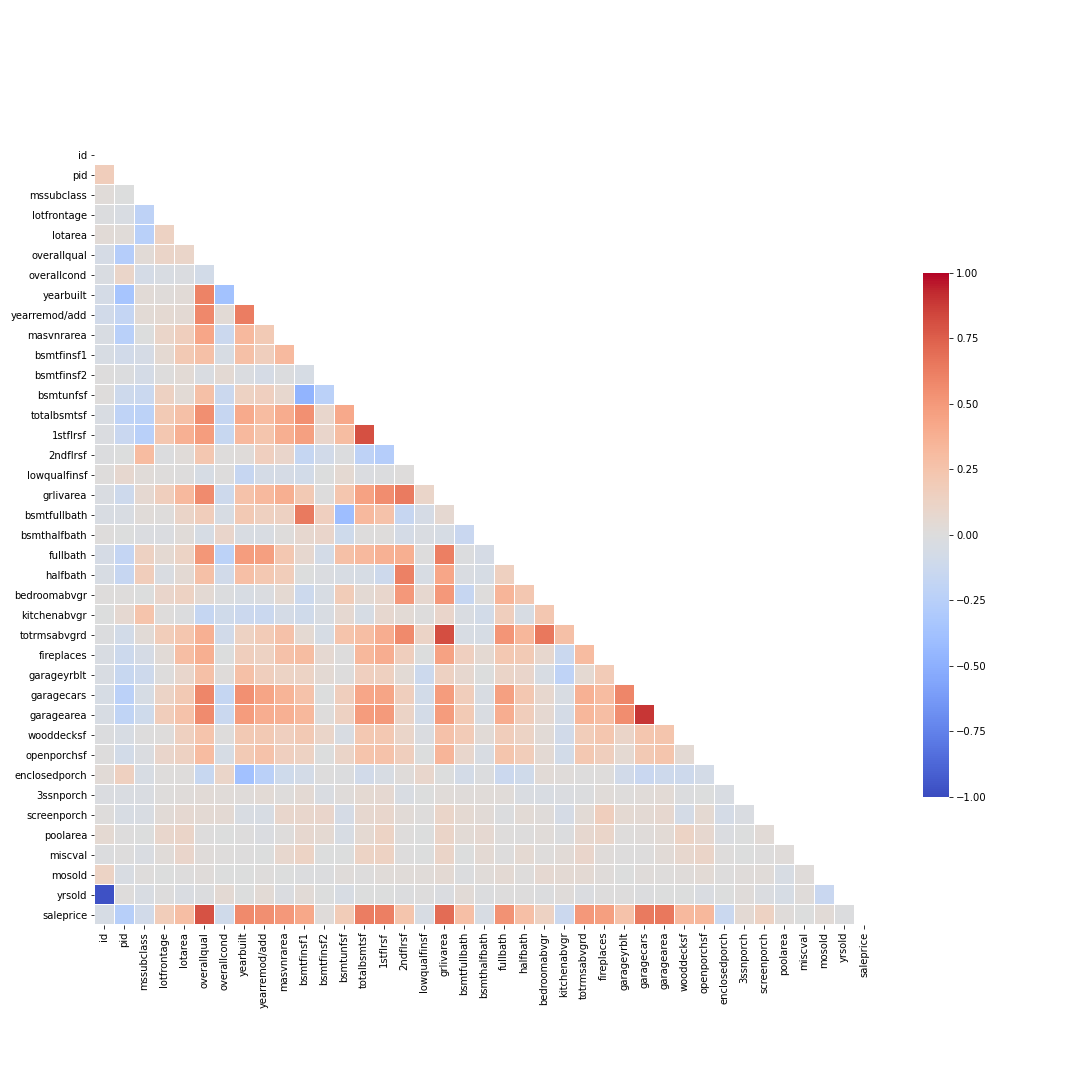 id
pid
mssubclass
lotfrontage
lotarea
overallqual
overallcond
yearbuilt
yearremod/add
masvnrarea
bsmtfinsf1
bsmtfinsf2
bsmtunfsf
totalbsmtsf
1stflrsf
2ndflrsf
lowqualfinsf
grlivarea
bsmtfullbath
bsmthalfbath
fullbath
halfbath
bedroomabvgr
kitchenabvgr
totrmsabvgrd
fireplaces
garageyrblt
garagecars
garagearea
wooddecksf
openporchsf
enclosedporch
3ssnporch
screenporch
poolarea
miscval
mosold
yrsold
saleprice
id
pid
mssubclass
lotfrontage
lotarea
overallqual
overallcond
yearbuilt
yearremod/add
masvnrarea
bsmtfinsf1
bsmtfinsf2
bsmtunfsf
totalbsmtsf
1stflrsf
2ndflrsf
lowqualfinsf
grlivarea
bsmtfullbath
bsmthalfbath
fullbath
halfbath
bedroomabvgr
kitchenabvgr
totrmsabvgrd
fireplaces
garageyrblt
garagecars
garagearea
wooddecksf
openporchsf
enclosedporch
3ssnporch
screenporch
poolarea
miscval
mosold
yrsold
saleprice
1.00
0.75
0.50
0.25
0.00
−0.25
−0.50
−0.75
−1.00